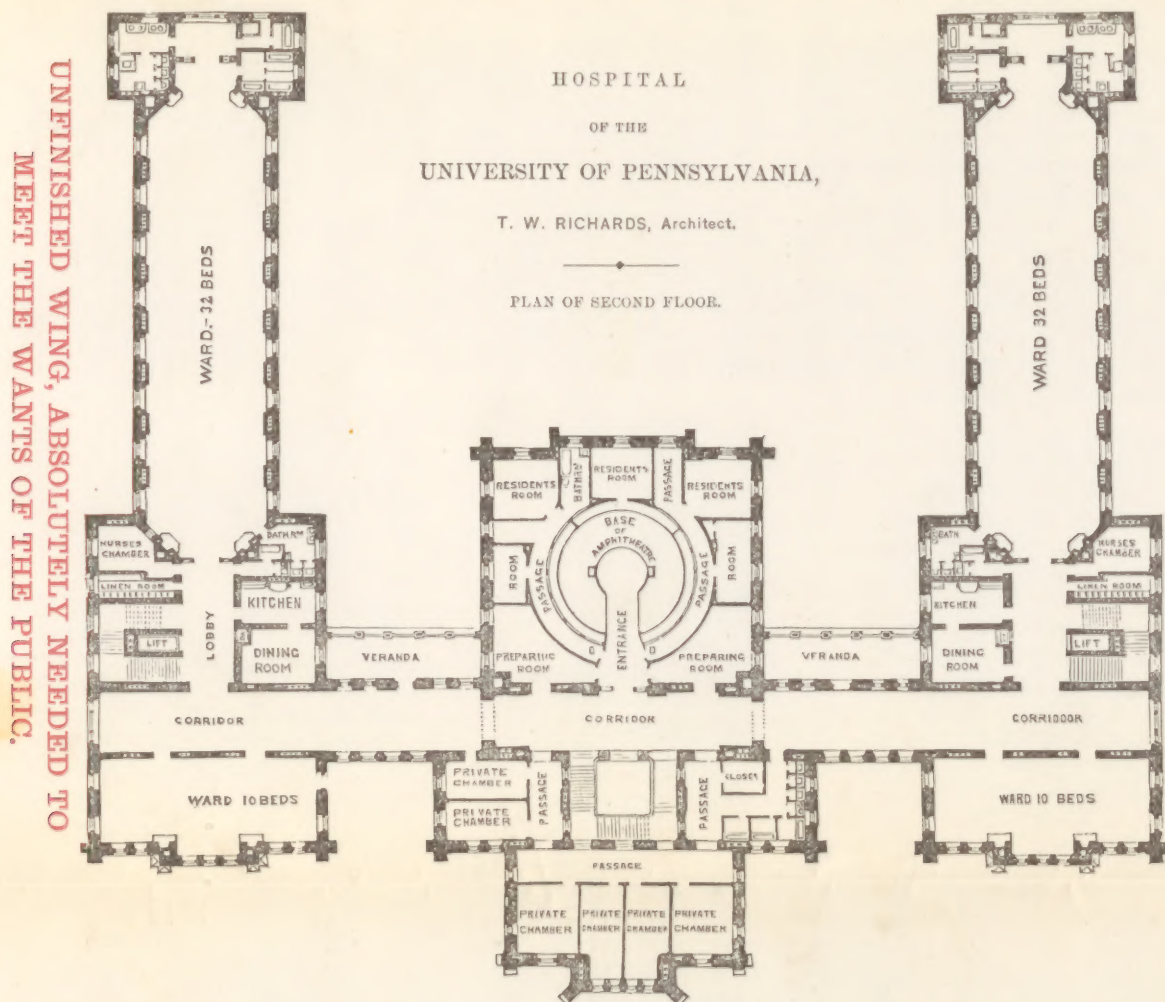 HOSPITAL
OF THE
UNIVERSITY OF PENNSYLVANIA,
T. W. RICHARDS, Architect.
PLAN OF SECOND FLOOR.
UNFINISHED WING, ABSOLUTELY NEEDED TO
MEET THE WANTS OF THE PUBLIC.
WARD.- 32 BEDS
WARD 32 BEDS
RESIDENTS
ROOM
BATHRM
RESIDENTS
ROOM
PASSAGE
RESIDENTS
ROOM
BASE
OF
AMPHITHEATRE
ROOM
PASSAGE
PASSAGE
ROOM
ENTRANCE
PREPARING
ROOM
PREPARING
ROOM
NURSES
CHAMBER
BATHRM
LINEN ROOM
KITCHEN
LOBBY
LIFT
DINING
ROOM
VERANDA
VERANDA
BATH
NURSES
CHAMBER
LINEN ROOM
KITCHEN
DINING
ROOM
LIFT
CORRIDOR
CORRIDOR
CORRIDOOR
WARD 10 BEDS
PRIVATE
CHAMBER
PRIVATE
CHAMBER
PASSAGE
PASSAGE
CLOSET
WARD 10 BEDS
PASSAGE
PRIVATE
CHAMBER
PRIVATE
CHAMBER
PRIVATE
CHAMBER
PRIVATE
CHAMBER